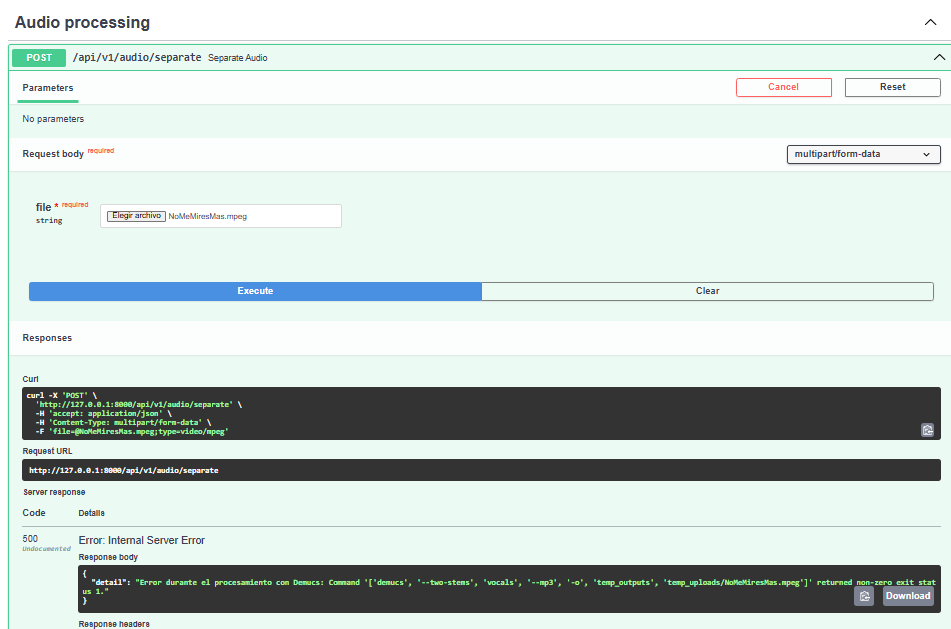 Audio processing
POST /api/v1/audio/separate Separate Audio
Parameters Cancel Reset
No parameters
Request body required multipart/form-data
file * required
string
Elegir archivo NoMeMiresMas.mpeg
Execute Clear
Responses
Curl
curl -X 'POST' \
'http://127.0.0.1:8000/api/v1/audio/separate' \
-H 'accept: application/json' \
-H 'Content-Type: multipart/form-data' \
-F 'file=@NoMeMiresMas.mpeg;type=video/mpeg'
Request URL
http://127.0.0.1:8000/api/v1/audio/separate
Server response
Code Details
500 Error: Internal Server Error
Undocumented
Response body
{
"detail": "Error durante el procesamiento con Demucs: Command '['demucs', '--two-stems', 'vocals', '--mp3', '-o', 'temp_outputs', 'temp_uploads/NoMeMiresMas.mpeg']' returned non-zero exit stat
us 1."
}
Download
Response headers